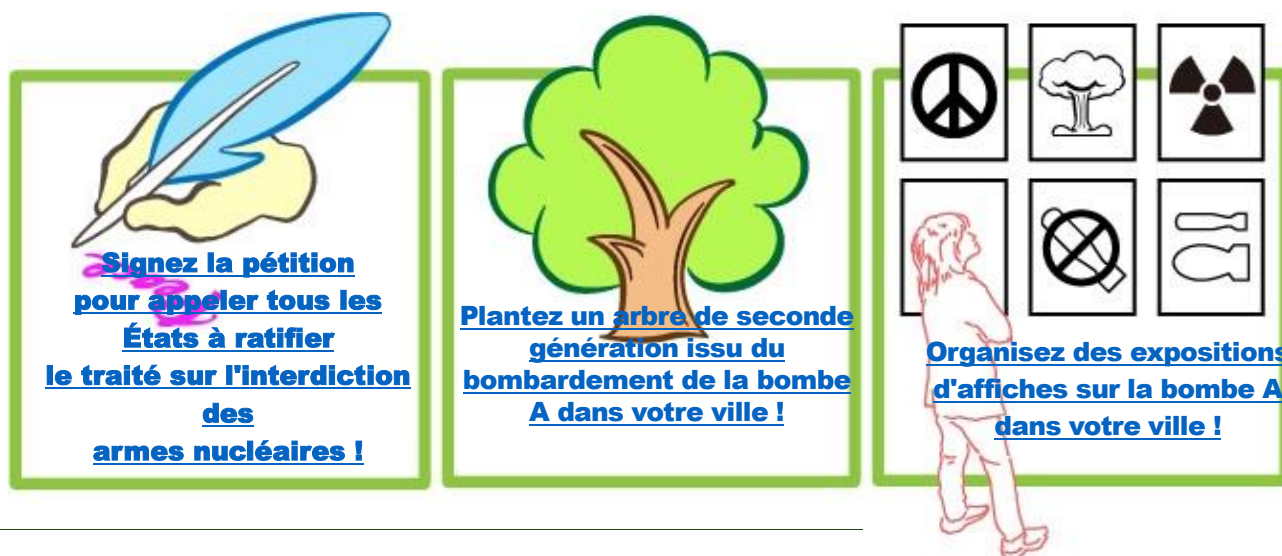 Signez la pétition
pour appeler tous les
États à ratifier
le traité sur l'interdiction
des
armes nucléaires !
Plantez un arbre de seconde
génération issu du
bombardement de la bombe
A dans votre ville !
Organisez des expositions
d'affiches sur la bombe A
dans votre ville !